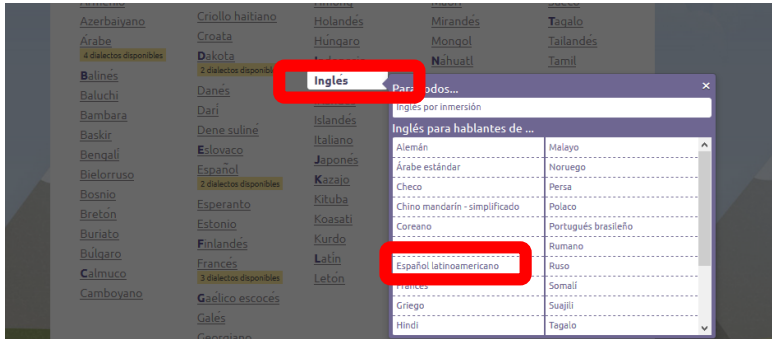 Azerbaiyano
Árabe
4 dialectos disponibles
Balinés
Baluchi
Bambara
Baskir
Bengalí
Bielorruso
Bosnio
Bretón
Buriato
Búlgaro
Calmuco
Camboyano
Criollo haitiano
Croata
Dakota
2 dialectos disponibl
Danés
Darí
Dene suline
Eslovaco
Español
2 dialectos disponibles
Esperanto
Estonio
Finlandés
Francés
3 dialectos disponibles
Gaélico escocés
Galés
Georgiano
Holandés
Húngaro
Inglés
Islandés
Italiano
Japonés
Kazajo
Kituba
Koasati
Kurdo
Latín
Letón
Mirandés
Mongol
Náhuatl
Tagalo
Tailandés
Tamil
Para todos...
×
Inglés por inmersión
Inglés para hablantes de ...
Alemán
Árabe estándar
Checo
Chino mandarín - simplificado
Coreano
Español latinoamericano
Francés
Griego
Hindi
Malayo
Noruego
Persa
Polaco
Portugués brasileño
Rumano
Ruso
Somalí
Suajili
Tagalo